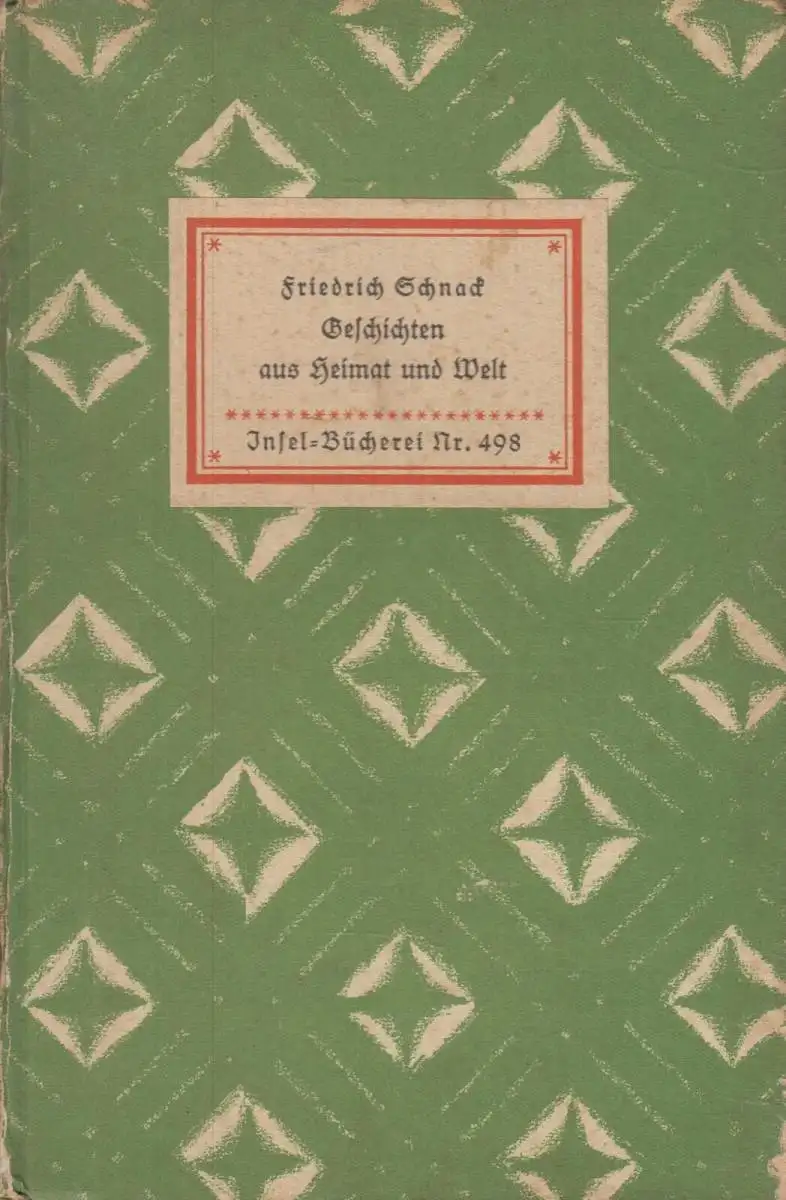 Friedrich Schnack
Geſchichten
aus Heimat und Welt
*********************
Inſel-Bücherei Nr. 498